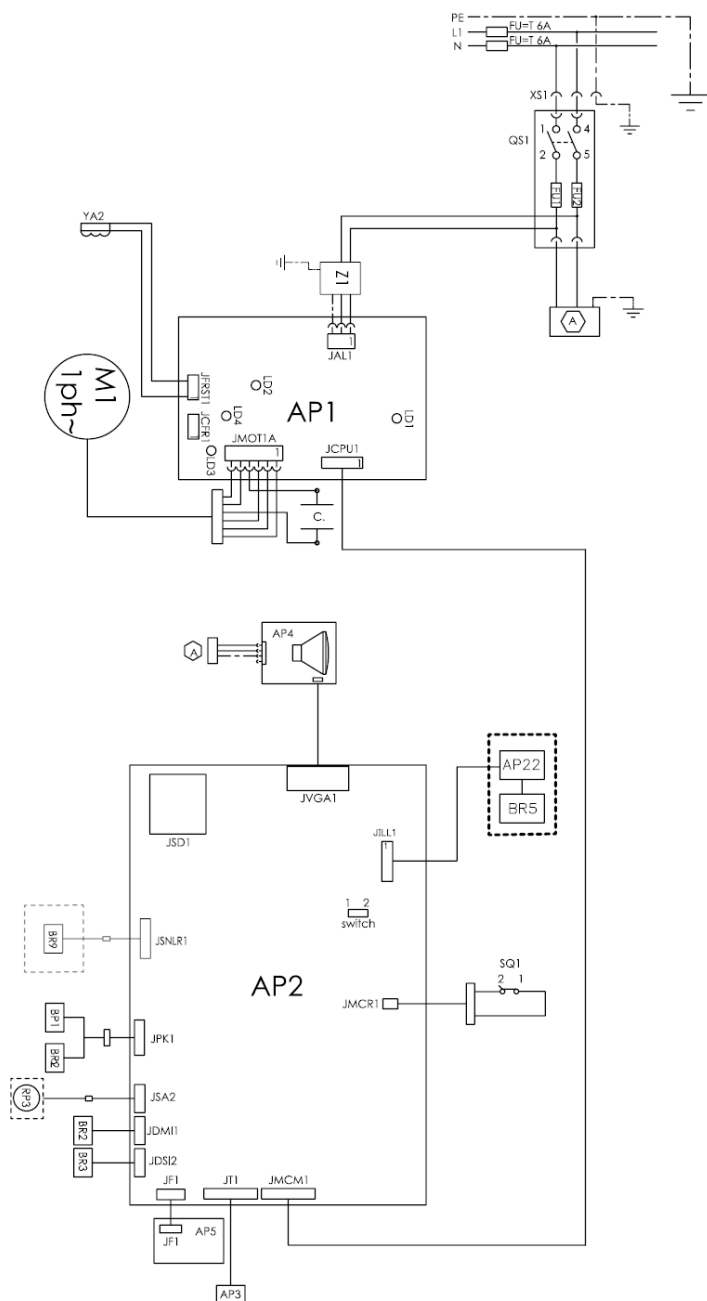 PE
L1 FU=T 6A
N FU=T 6A
XS1
1 4
QS1
2 5
FU1 FU2
YA2
Z1
A
1
JAL1
M1
1ph~
JFRST1
LD2
AP1
LD4
JCFR1
LD1
JMOT1A
1
LD3
JCPU1
1
C.
AP4
A
AP22
JVGA1
BR5
JSD1
JILL1
1
1 2
switch
BR9
JSNLR1
SQ1
2 1
AP2
JMCR1
BP1
JPK1
BR2
RP3
JSA2
BR2
JDMI1
BR3
JDSI2
JF1 JT1 JMCM1
JF1 AP5
AP3